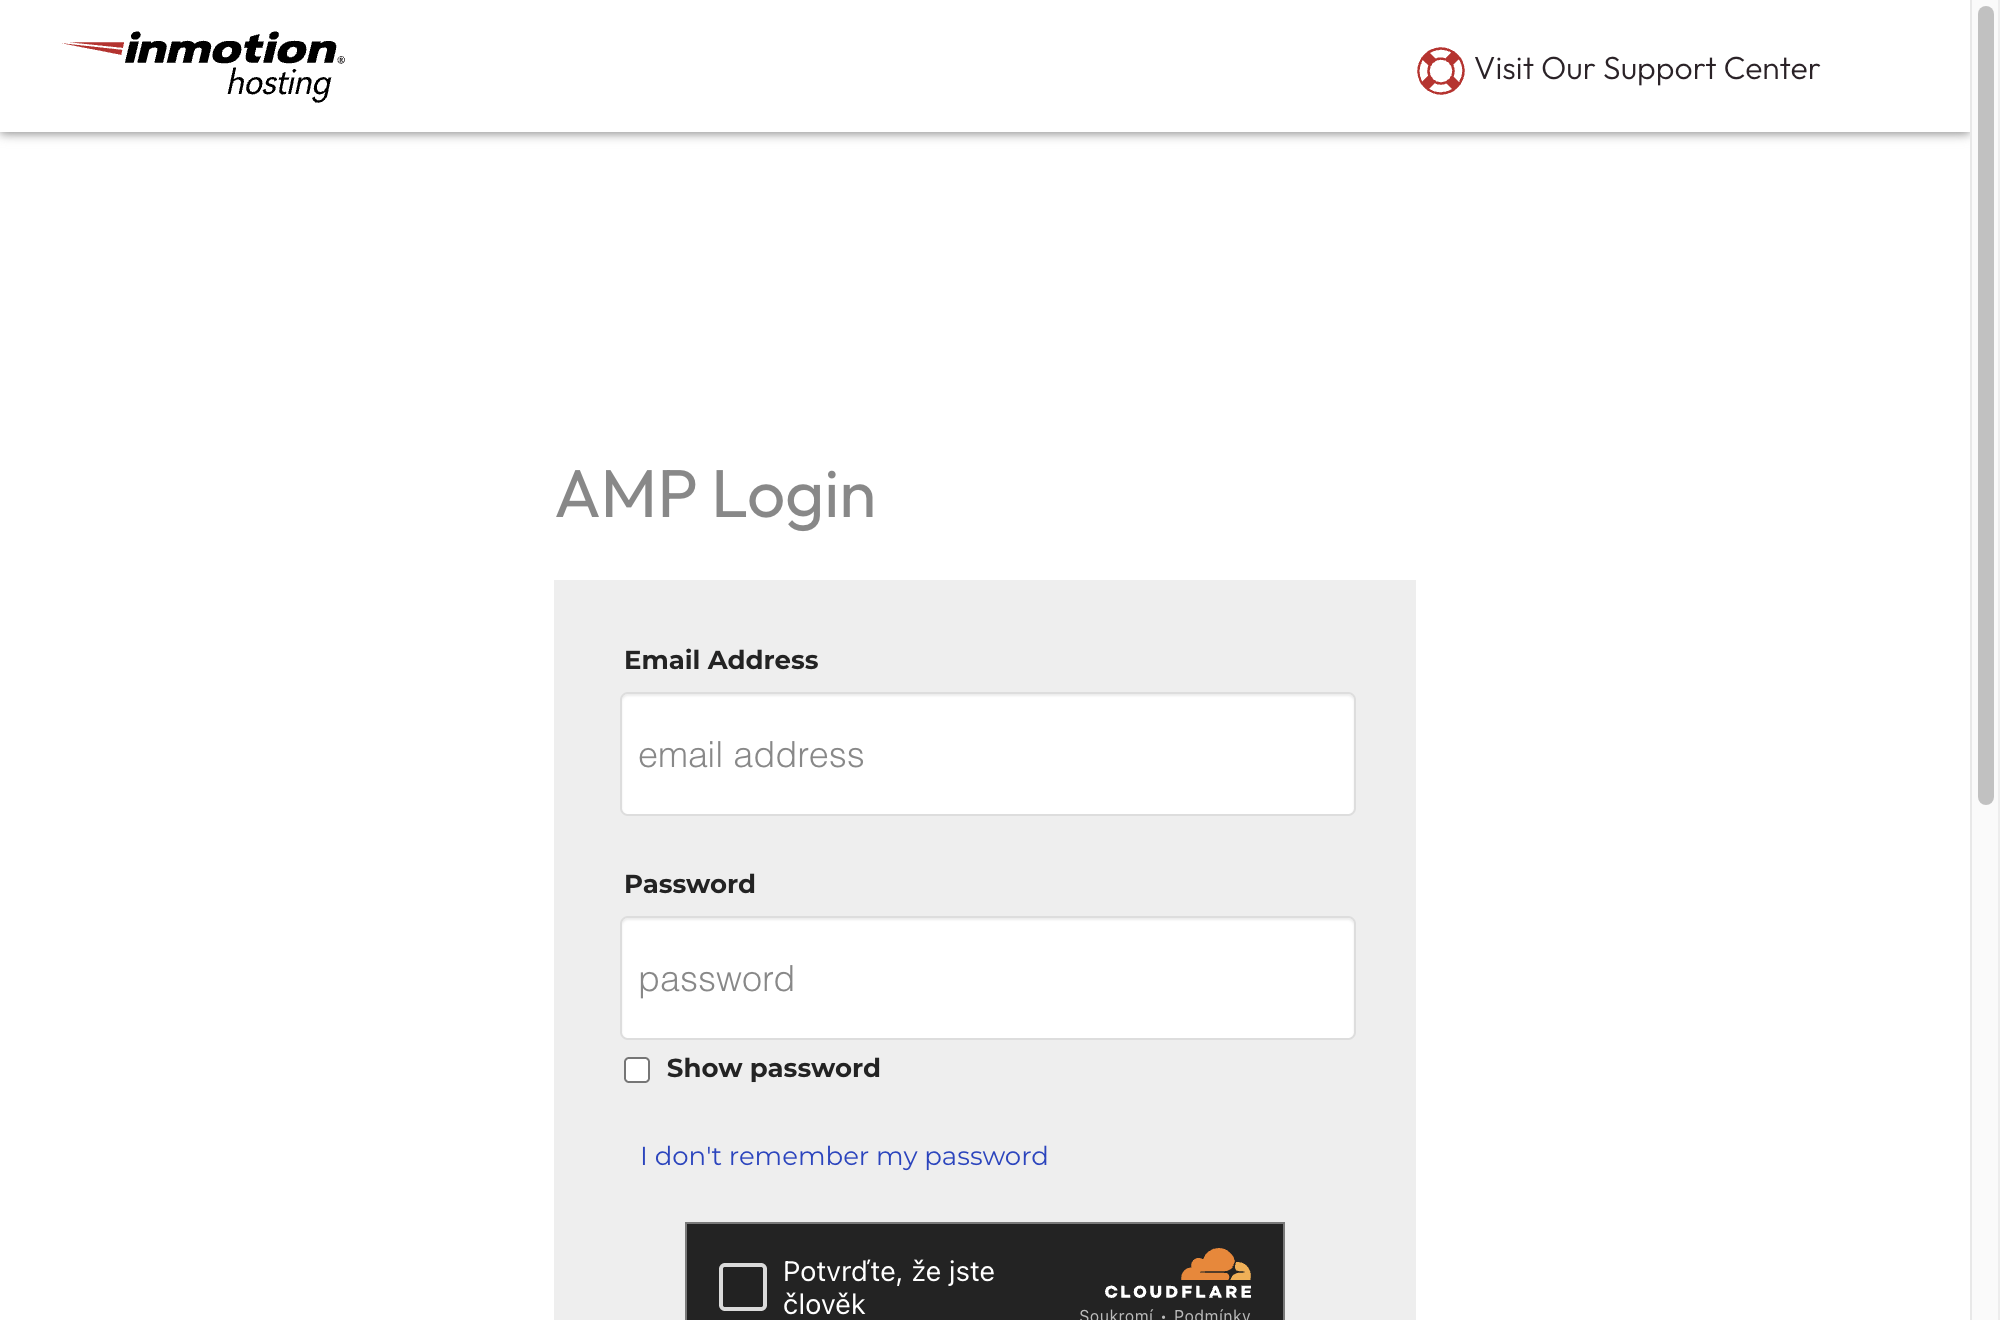 inmotion®
hosting
Visit Our Support Center
AMP Login
Email Address
email address
Password
password
Show password
I don't remember my password
Potvrďte, že jste
člověk
CLOUDFLARE
Soukromí • Podmínky